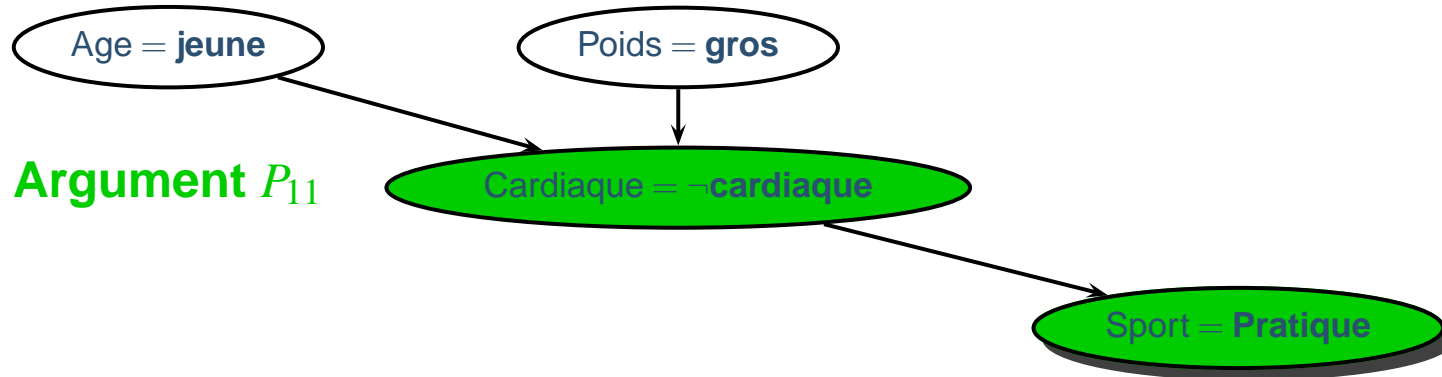 Age = jeune
Poids = gros
Argument P₁₁
Cardiaque = ¬cardiaque
Sport = Pratique